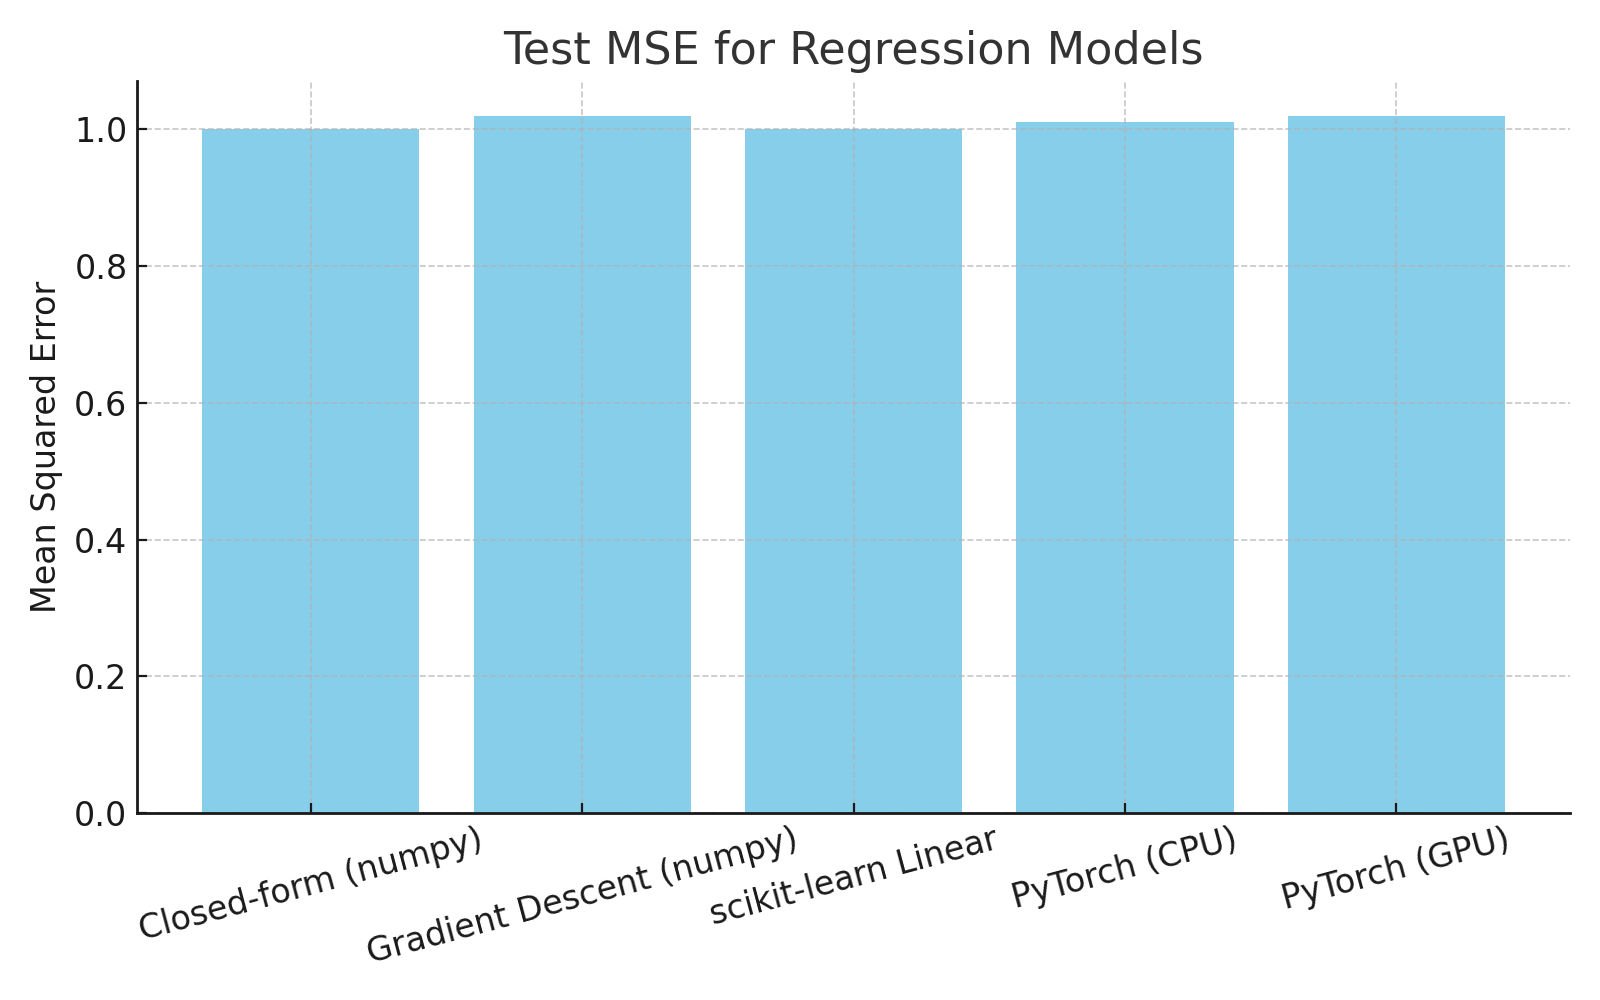 Test MSE for Regression Models
Mean Squared Error
1.0
0.8
0.6
0.4
0.2
0.0
Closed-form (numpy)
Gradient Descent (numpy)
scikit-learn Linear
PyTorch (CPU)
PyTorch (GPU)